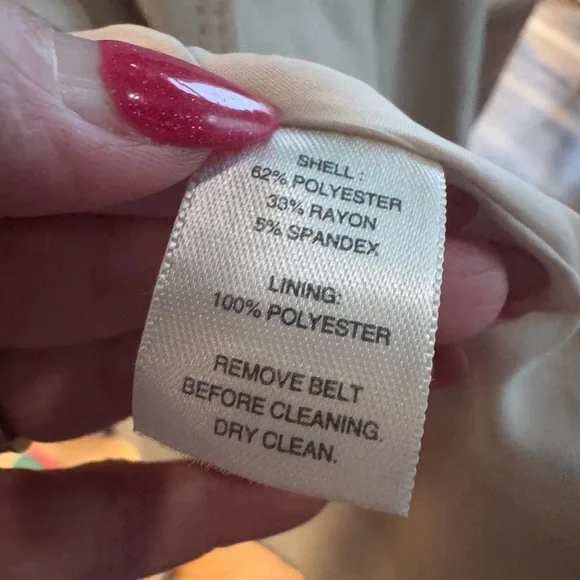 SHELL :
62% POLYESTER
33% RAYON
5% SPANDEX
LINING:
100% POLYESTER
REMOVE BELT
BEFORE CLEANING.
DRY CLEAN.